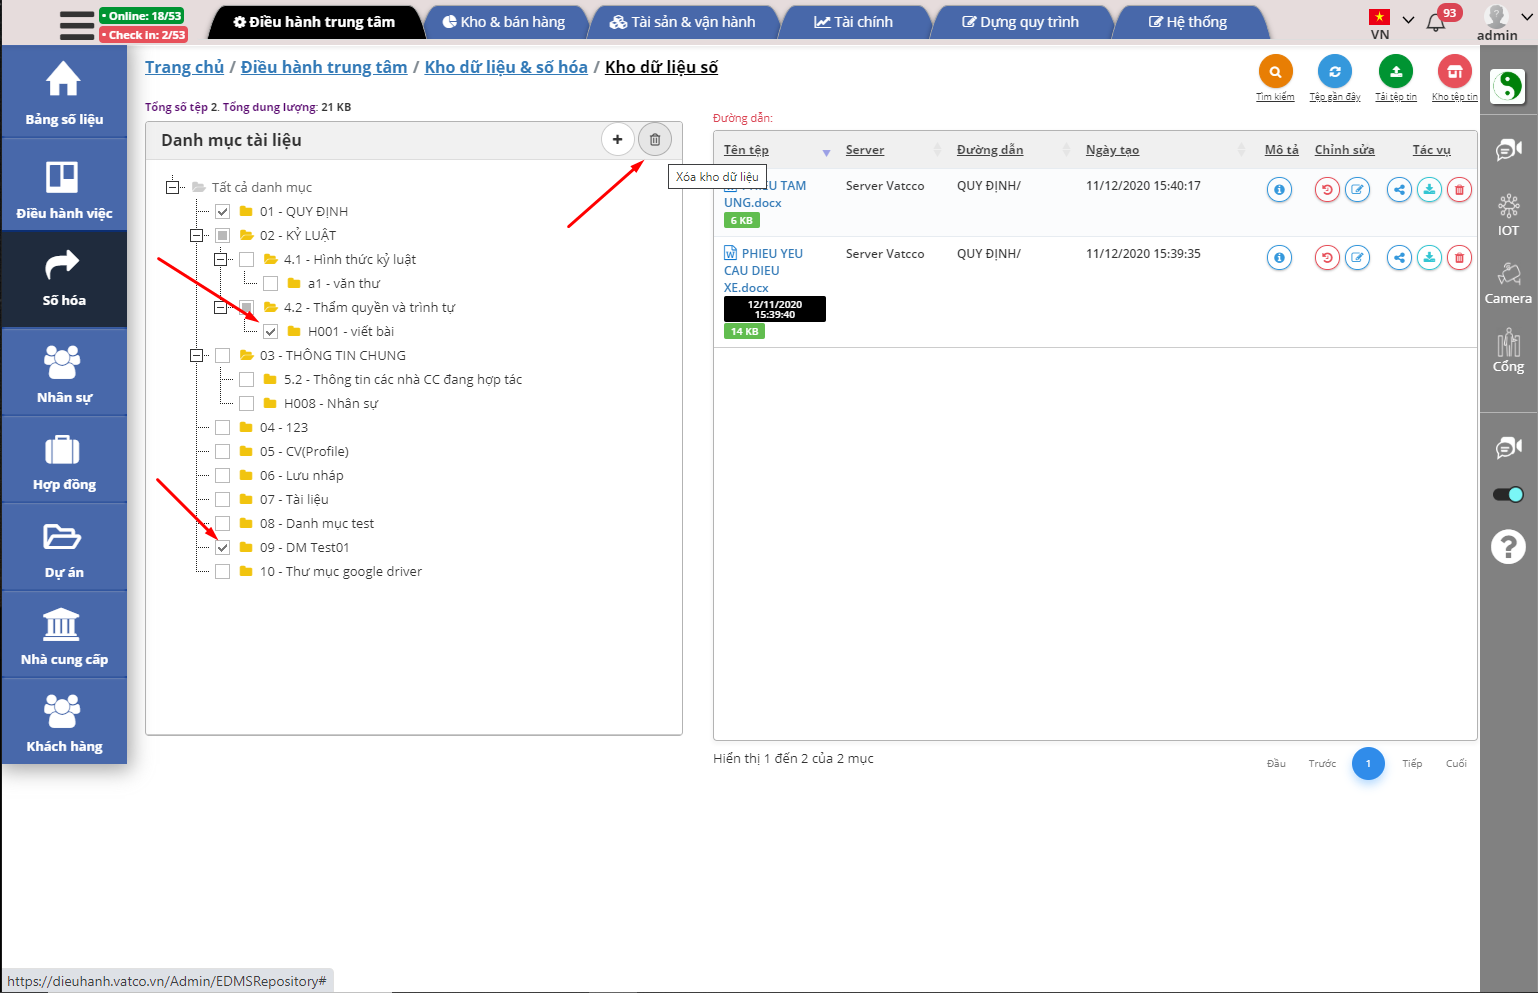 Online: 18/53
Check in: 2/53
Điều hành trung tâm
Kho & bán hàng
Tài sản & vận hành
Tài chính
Dựng quy trình
Hệ thống
VN
93
admin
Bảng số liệu
Điều hành việc
Số hóa
Nhân sự
Hợp đồng
Dự án
Nhà cung cấp
Khách hàng
Trang chủ / Điều hành trung tâm / Kho dữ liệu & số hóa / Kho dữ liệu số
Tìm kiếm
Tệp gần đây
Tải tệp tin
Kho tệp tin
Tổng số tệp 2. Tổng dung lượng: 21 KB
Danh mục tài liệu
Xóa kho dữ liệu
Tất cả danh mục
01 - QUY ĐỊNH
02 - KỶ LUẬT
4.1 - Hình thức kỷ luật
a1 - văn thư
4.2 - Thẩm quyền và trình tự
H001 - viết bài
03 - THÔNG TIN CHUNG
5.2 - Thông tin các nhà CC đang hợp tác
H008 - Nhân sự
04 - 123
05 - CV(Profile)
06 - Lưu nháp
07 - Tài liệu
08 - Danh mục test
09 - DM Test01
10 - Thư mục google driver
Đường dẫn:
Tên tệp
Server
Đường dẫn
Ngày tạo
Mô tả
Chỉnh sửa
Tác vụ
TAM
UNG.docx
6 KB
Server Vatcco
QUY ĐỊNH/
11/12/2020 15:40:17
PHIEU YEU
CAU DIEU
XE.docx
12/11/2020
15:39:40
14 KB
Server Vatcco
QUY ĐỊNH/
11/12/2020 15:39:35
Hiển thị 1 đến 2 của 2 mục
Đầu
Trước
1
Tiếp
Cuối
IOT
Camera
Cổng
https://dieuhanh.vatco.vn/Admin/EDMSRepository#